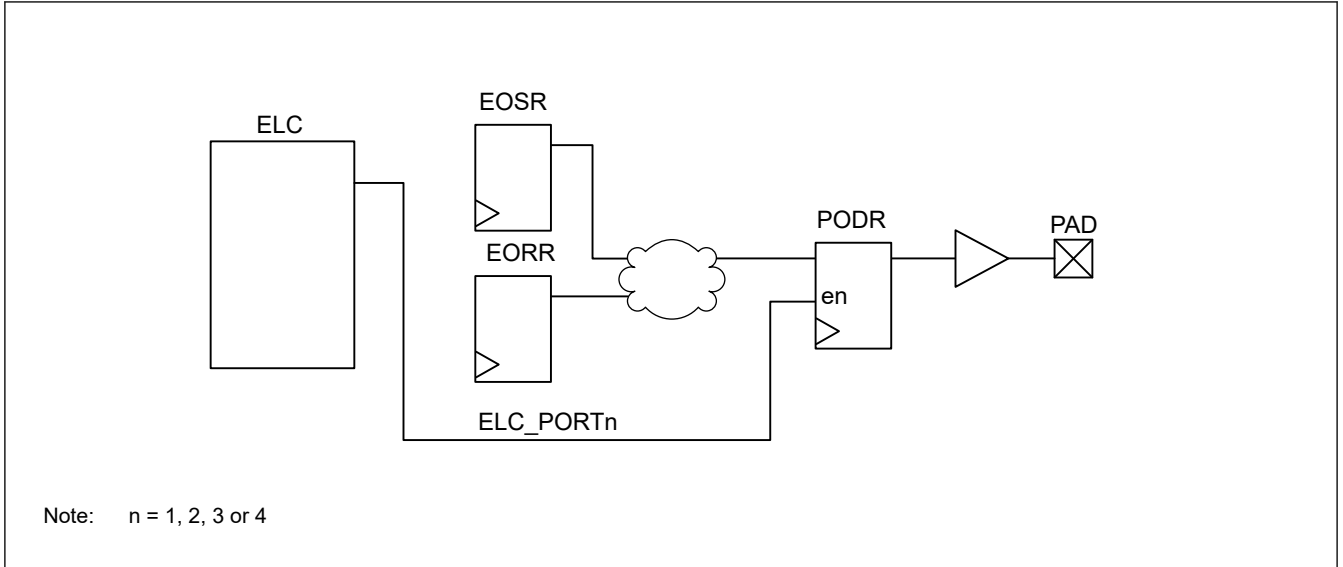 EOSR
ELC
PODR
PAD
EORR
en
ELC_PORTn
Note: n = 1, 2, 3 or 4